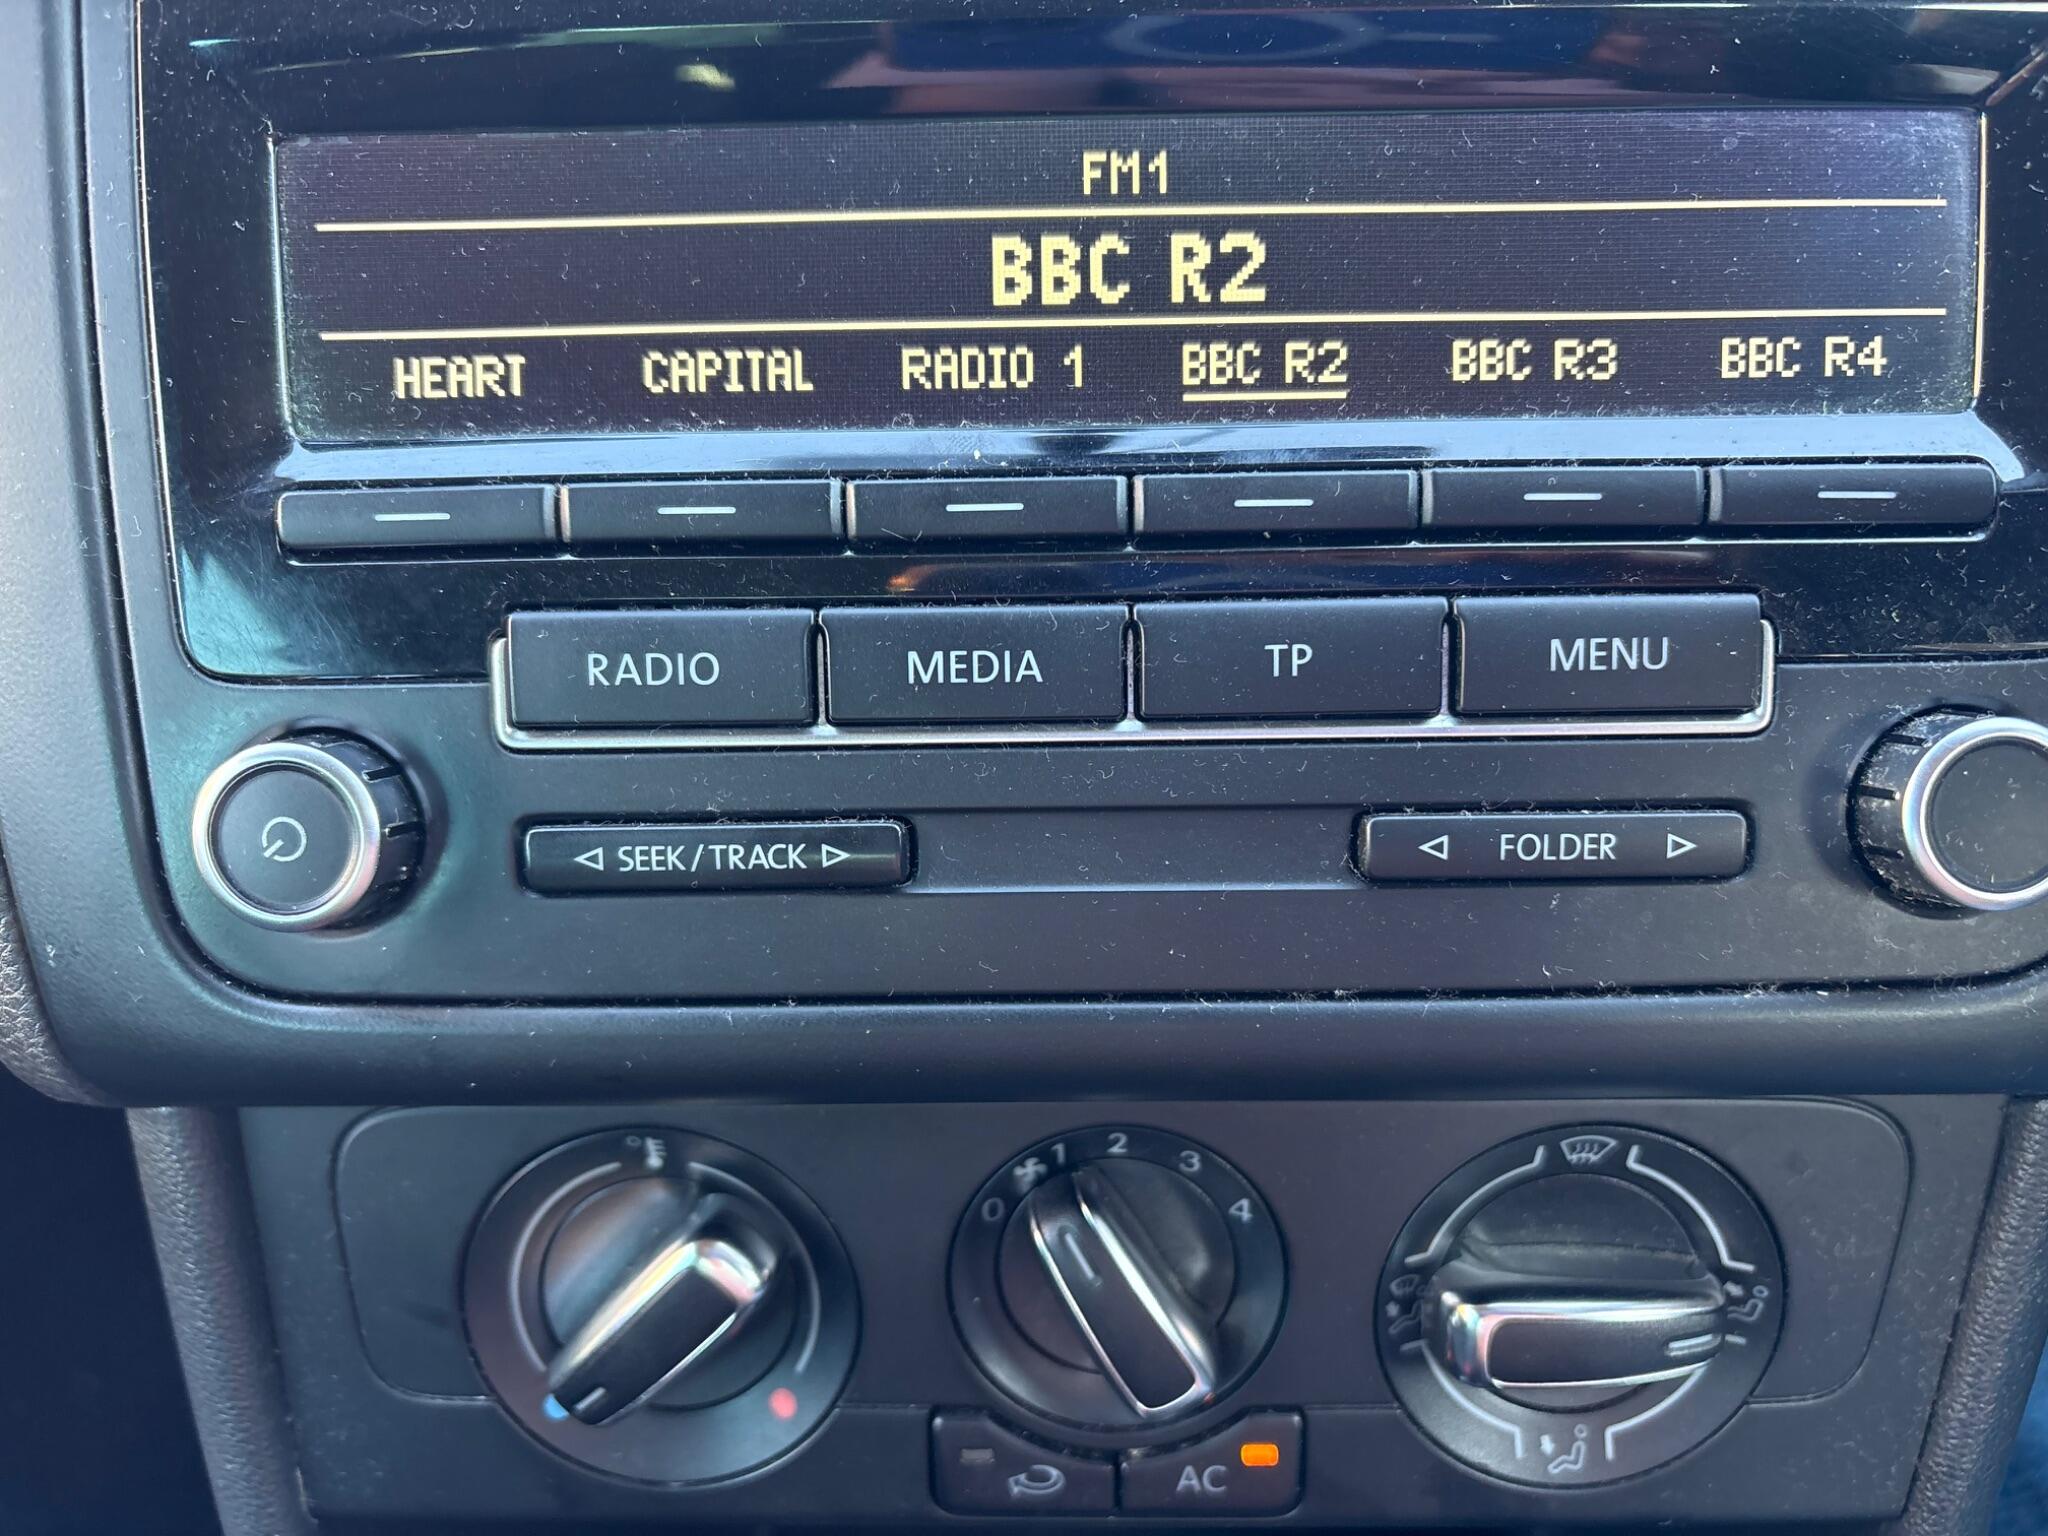 FM1
BBC R2
HEART CAPITAL RADIO 1 BBC R2 BBC R3 BBC R4
RADIO MEDIA TP MENU
SEEK/TRACK FOLDER
0 1 2 3 4
AC